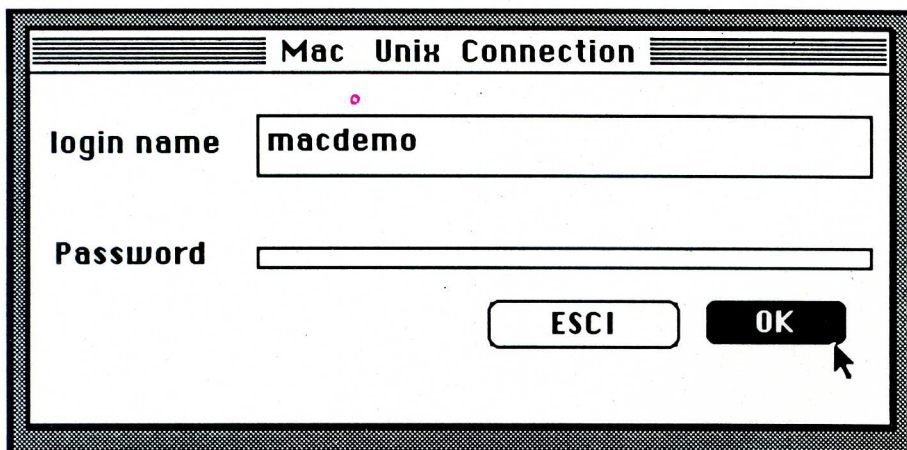 Mac Unix Connection
login name
macdemo
Password
ESCI
OK